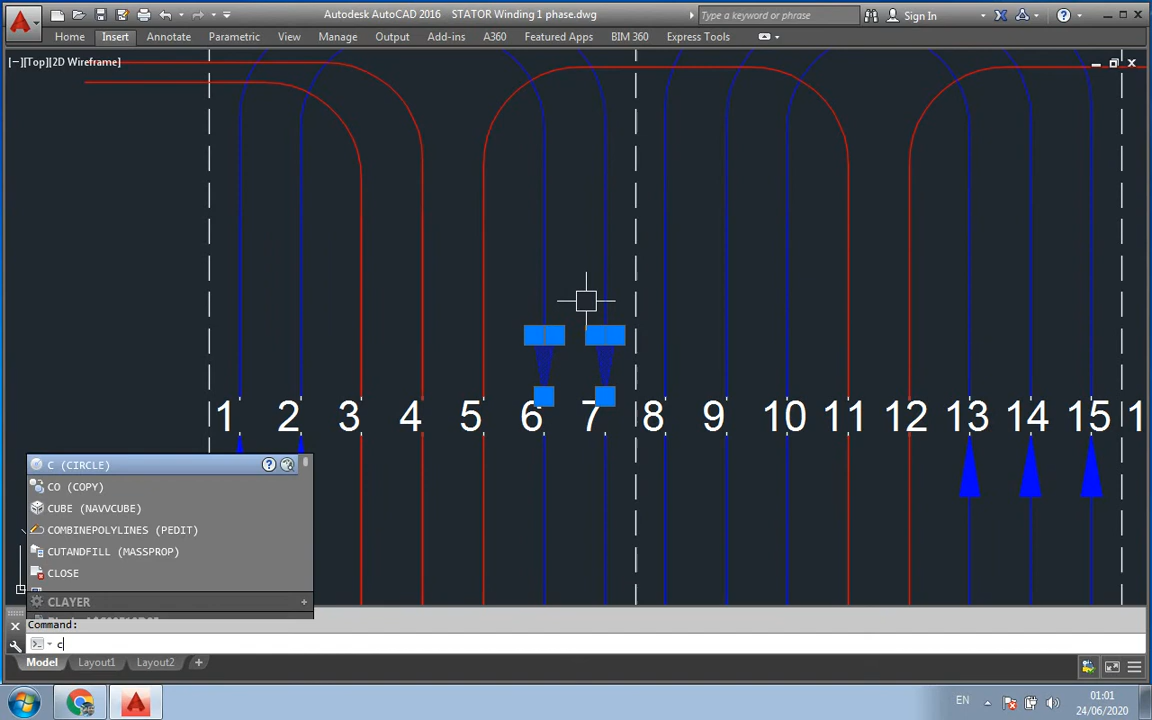 Autodesk AutoCAD 2016 STATOR Winding 1 phase.dwg
Type a keyword or phrase
Sign In
Home Insert Annotate Parametric View Manage Output Add-ins A360 Featured Apps BIM 360 Express Tools
[−][Top][2D Wireframe]
1 2 3 4 5 6 7 8 9 10 11 12 13 14 15 1
C (CIRCLE)
CO (COPY)
CUBE (NAVVCUBE)
COMBINEPOLYLINES (PEDIT)
CUTANDFILL (MASSPROP)
CLOSE
CLAYER +
Command:
c
Model Layout1 Layout2 +
EN
01:01
24/06/2020